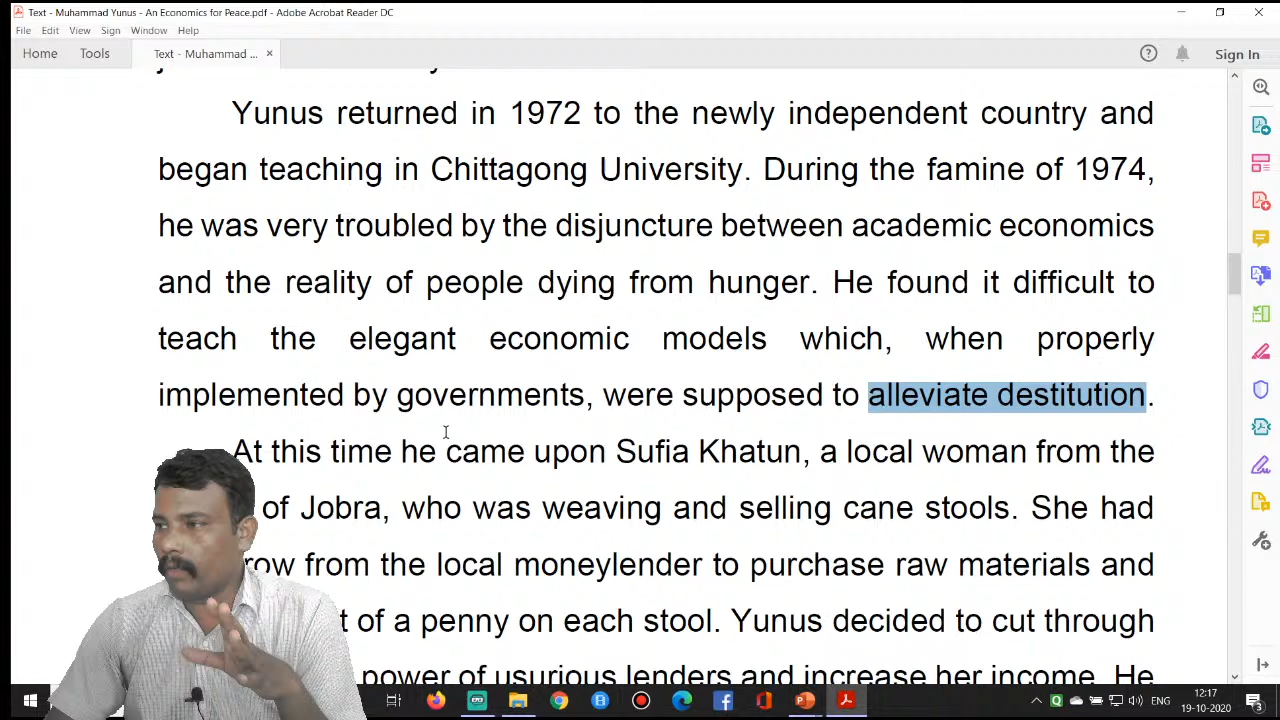 Text - Muhammad Yunus - An Economics for Peace.pdf - Adobe Acrobat Reader DC
File Edit View Sign Window Help
Home Tools Text - Muhammad ... × Sign In
Yunus returned in 1972 to the newly independent country and
began teaching in Chittagong University. During the famine of 1974,
he was very troubled by the disjuncture between academic economics
and the reality of people dying from hunger. He found it difficult to
teach the elegant economic models which, when properly
implemented by governments, were supposed to alleviate destitution.
At this time he came upon Sufia Khatun, a local woman from the
of Jobra, who was weaving and selling cane stools. She had
from the local moneylender to purchase raw materials and
of a penny on each stool. Yunus decided to cut through
power of usurious lenders and increase her income. He
ENG
12:17
19-10-2020
3